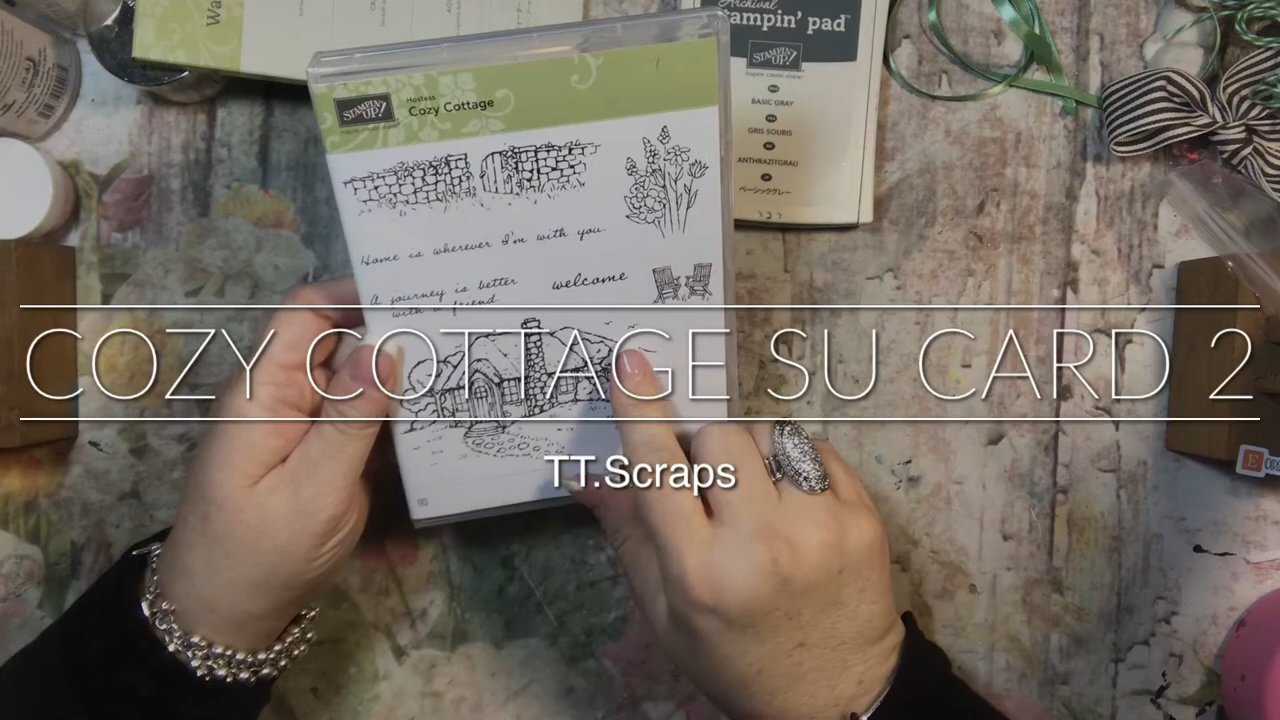 Wa
Archival
Stampin' pad
STAMPIN' UP!
BASIC GRAY
GRIS SOURIS
ANTHRAZITGRAU
ベーシックグレー
STAMPIN' UP!
Hostess
Cozy Cottage
Home is wherever I'm with you.
A journey is better
with a friend
welcome
COZY COTTAGE SU CARD 2
TT.Scraps